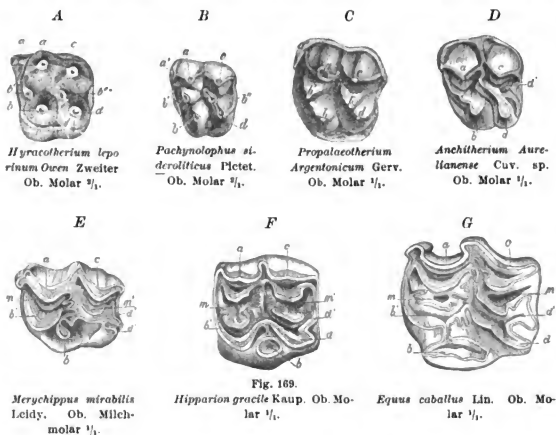 A B C D
a a c
b' b''
b d
Hyracotherium lepo
rinum Owen Zweiter
Ob. Molar 2/1.
a' a c
b' b''
b d
Pachynolophus si-
deroliticus Pictet.
Ob. Molar 2/1.
Propalaeotherium
Argentonicum Gerv.
Ob. Molar 1/1.
a c
d'
b d
Anchitherium Aure-
lianense Cuv. sp.
Ob. Molar 1/1.
E F G
a c
m m'
b' d'
b d
Merychippus mirabilis
Leidy. Ob. Milch-
molar 1/1.
a c
m m'
b' d'
d
b
Fig. 169.
Hipparion gracile Kaup. Ob. Mo-
lar 1/1.
a c
m m'
b' d'
b d
Equus caballus Lin. Ob. Mo-
lar 1/1.